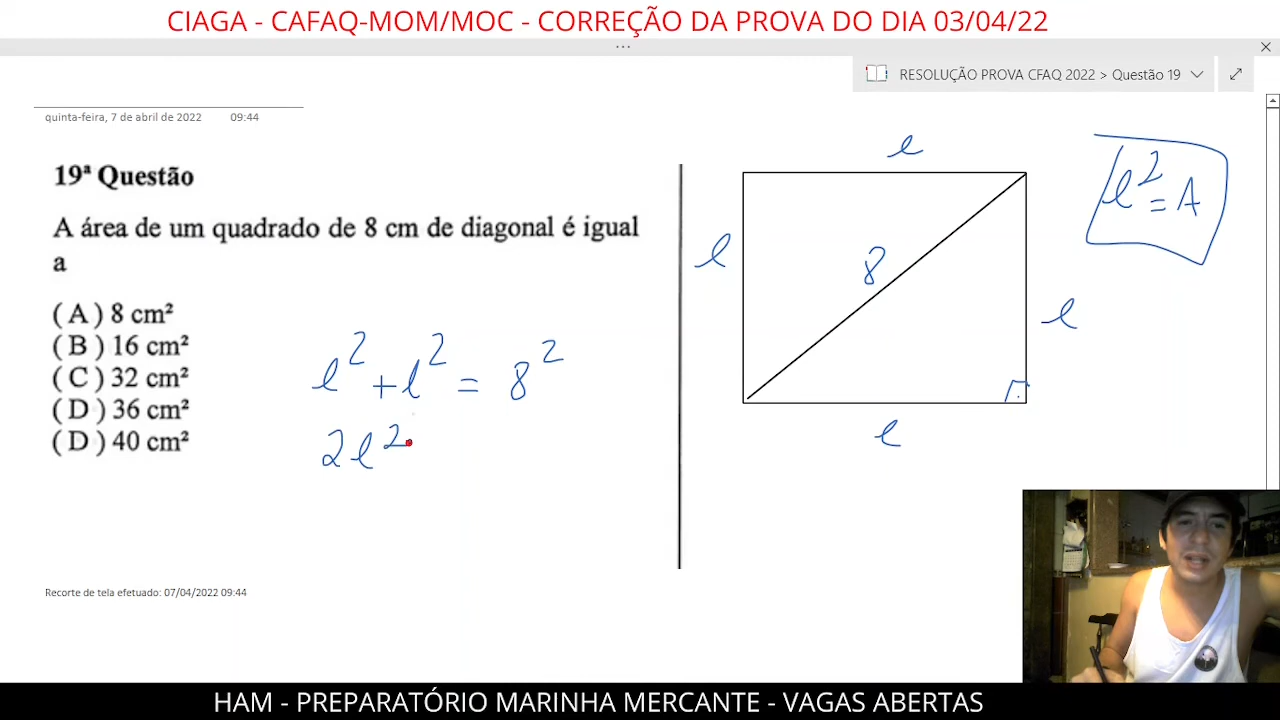 CIAGA - CAFAQ-MOM/MOC - CORREÇÃO DA PROVA DO DIA 03/04/22
RESOLUÇÃO PROVA CFAQ 2022 > Questão 19
quinta-feira, 7 de abril de 2022 09:44
19ª Questão
A área de um quadrado de 8 cm de diagonal é igual
a
( A ) 8 cm²
( B ) 16 cm²
( C ) 32 cm²
( D ) 36 cm²
( D ) 40 cm²
l² + l² = 8²
2l²
l
l
8
l
l
l² = A
Recorte de tela efetuado: 07/04/2022 09:44
HAM - PREPARATÓRIO MARINHA MERCANTE - VAGAS ABERTAS